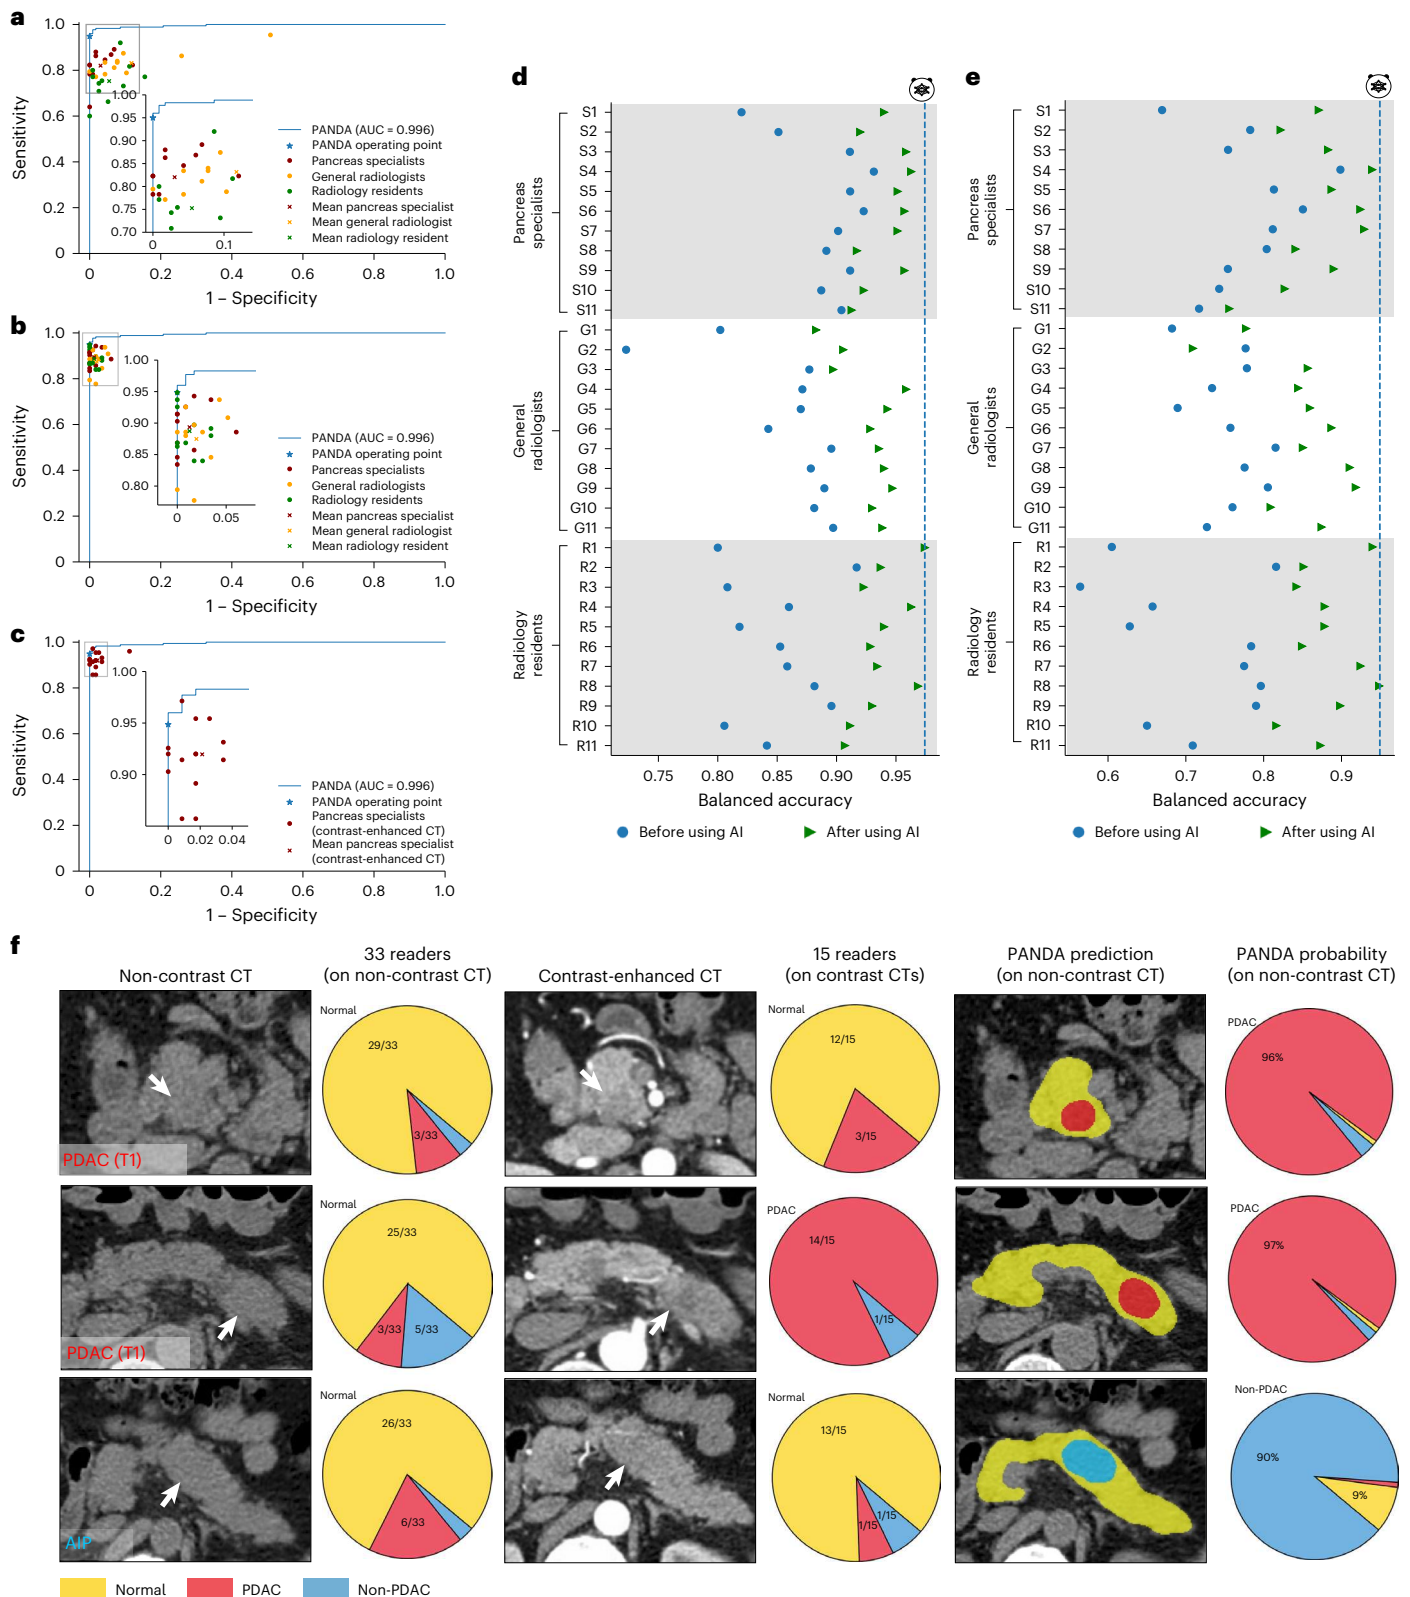 a
1.0
0.8
0.6
0.4
0.2
0
Sensitivity
0 0.2 0.4 0.6 0.8 1.0
1 – Specificity
1.00
0.95
0.90
0.85
0.80
0.75
0.70
0 0.1
PANDA (AUC = 0.996)
PANDA operating point
Pancreas specialists
General radiologists
Radiology residents
Mean pancreas specialist
Mean general radiologist
Mean radiology resident
b
1.0
0.8
0.6
0.4
0.2
0
Sensitivity
0 0.2 0.4 0.6 0.8 1.0
1 – Specificity
1.00
0.95
0.90
0.85
0.80
0 0.05
PANDA (AUC = 0.996)
PANDA operating point
Pancreas specialists
General radiologists
Radiology residents
Mean pancreas specialist
Mean general radiologist
Mean radiology resident
c
1.0
0.8
0.6
0.4
0.2
0
Sensitivity
0 0.2 0.4 0.6 0.8 1.0
1 – Specificity
1.00
0.95
0.90
0 0.02 0.04
PANDA (AUC = 0.996)
PANDA operating point
Pancreas specialists
(contrast-enhanced CT)
Mean pancreas specialist
(contrast-enhanced CT)
d
Pancreas
specialists
General
radiologists
Radiology
residents
S1
S2
S3
S4
S5
S6
S7
S8
S9
S10
S11
G1
G2
G3
G4
G5
G6
G7
G8
G9
G10
G11
R1
R2
R3
R4
R5
R6
R7
R8
R9
R10
R11
0.75 0.80 0.85 0.90 0.95
Balanced accuracy
Before using AI After using AI
e
Pancreas
specialists
General
radiologists
Radiology
residents
S1
S2
S3
S4
S5
S6
S7
S8
S9
S10
S11
G1
G2
G3
G4
G5
G6
G7
G8
G9
G10
G11
R1
R2
R3
R4
R5
R6
R7
R8
R9
R10
R11
0.6 0.7 0.8 0.9
Balanced accuracy
Before using AI After using AI
f
Non-contrast CT
33 readers
(on non-contrast CT)
Contrast-enhanced CT
15 readers
(on contrast CTs)
PANDA prediction
(on non-contrast CT)
PANDA probability
(on non-contrast CT)
PDAC (T1)
Normal
29/33
3/33
Normal
12/15
3/15
PDAC
96%
PDAC (T1)
Normal
25/33
3/33
5/33
PDAC
14/15
1/15
PDAC
97%
AIP
Normal
26/33
6/33
Normal
13/15
1/15
1/15
Non-PDAC
90%
9%
Normal PDAC Non-PDAC